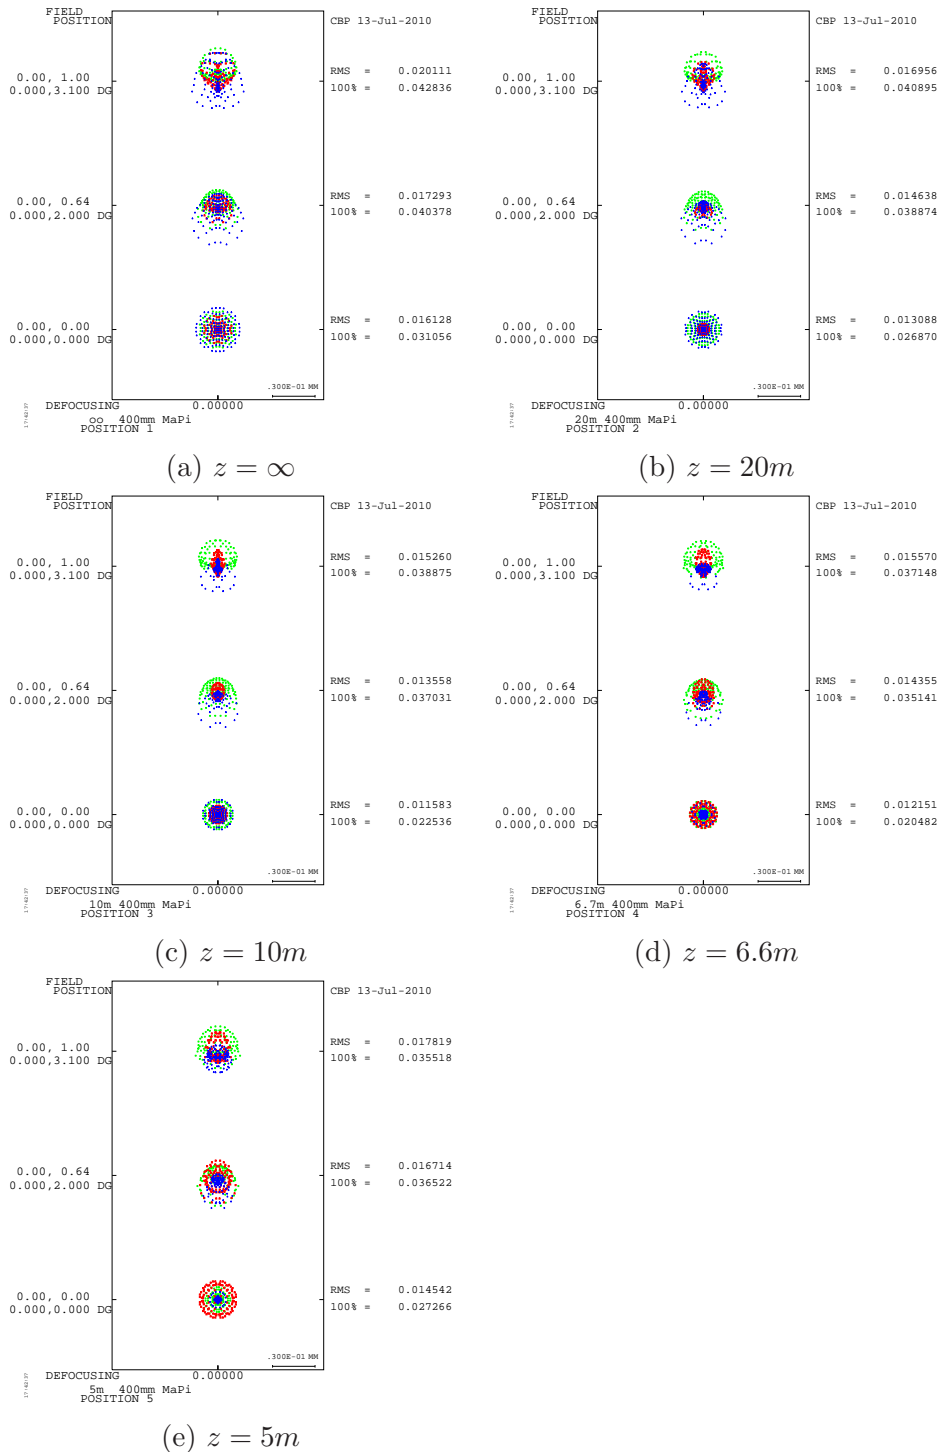 FIELD
POSITION
CBP 13-Jul-2010
0.00, 1.00
0.000,3.100 DG
RMS = 0.020111
100% = 0.042836
0.00, 0.64
0.000,2.000 DG
RMS = 0.017293
100% = 0.040378
0.00, 0.00
0.000,0.000 DG
RMS = 0.016128
100% = 0.031056
.300E-01 MM
17:42:37
DEFOCUSING 0.00000
oo 400mm MaPi
POSITION 1
(a) z = ∞
FIELD
POSITION
CBP 13-Jul-2010
0.00, 1.00
0.000,3.100 DG
RMS = 0.016956
100% = 0.040895
0.00, 0.64
0.000,2.000 DG
RMS = 0.014638
100% = 0.038874
0.00, 0.00
0.000,0.000 DG
RMS = 0.013088
100% = 0.026870
.300E-01 MM
17:42:37
DEFOCUSING 0.00000
20m 400mm MaPi
POSITION 2
(b) z = 20m
FIELD
POSITION
CBP 13-Jul-2010
0.00, 1.00
0.000,3.100 DG
RMS = 0.015260
100% = 0.038875
0.00, 0.64
0.000,2.000 DG
RMS = 0.013558
100% = 0.037031
0.00, 0.00
0.000,0.000 DG
RMS = 0.011583
100% = 0.022536
.300E-01 MM
17:42:37
DEFOCUSING 0.00000
10m 400mm MaPi
POSITION 3
(c) z = 10m
FIELD
POSITION
CBP 13-Jul-2010
0.00, 1.00
0.000,3.100 DG
RMS = 0.015570
100% = 0.037148
0.00, 0.64
0.000,2.000 DG
RMS = 0.014355
100% = 0.035141
0.00, 0.00
0.000,0.000 DG
RMS = 0.012151
100% = 0.020482
.300E-01 MM
17:42:37
DEFOCUSING 0.00000
6.7m 400mm MaPi
POSITION 4
(d) z = 6.6m
FIELD
POSITION
CBP 13-Jul-2010
0.00, 1.00
0.000,3.100 DG
RMS = 0.017819
100% = 0.035518
0.00, 0.64
0.000,2.000 DG
RMS = 0.016714
100% = 0.036522
0.00, 0.00
0.000,0.000 DG
RMS = 0.014542
100% = 0.027266
.300E-01 MM
17:42:37
DEFOCUSING 0.00000
5m 400mm MaPi
POSITION 5
(e) z = 5m